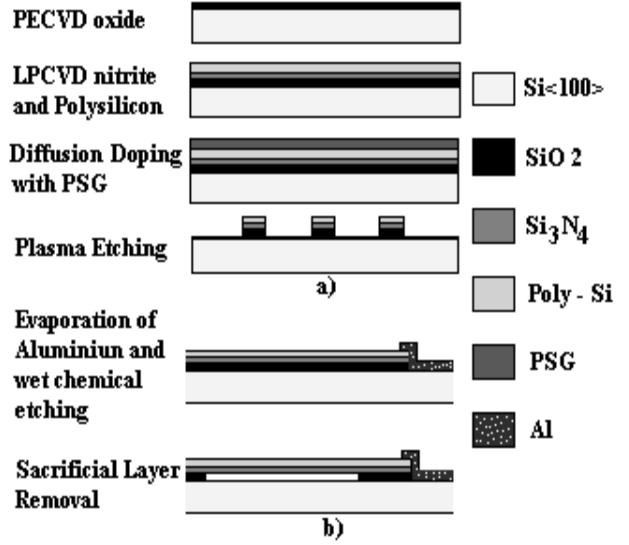 PECVD oxide
LPCVD nitrite
and Polysilicon
Diffusion Doping
with PSG
Plasma Etching
a)
Evaporation of
Aluminiun and
wet chemical
etching
Sacrificial Layer
Removal
b)
Si<100>
SiO 2
Si3N4
Poly - Si
PSG
Al